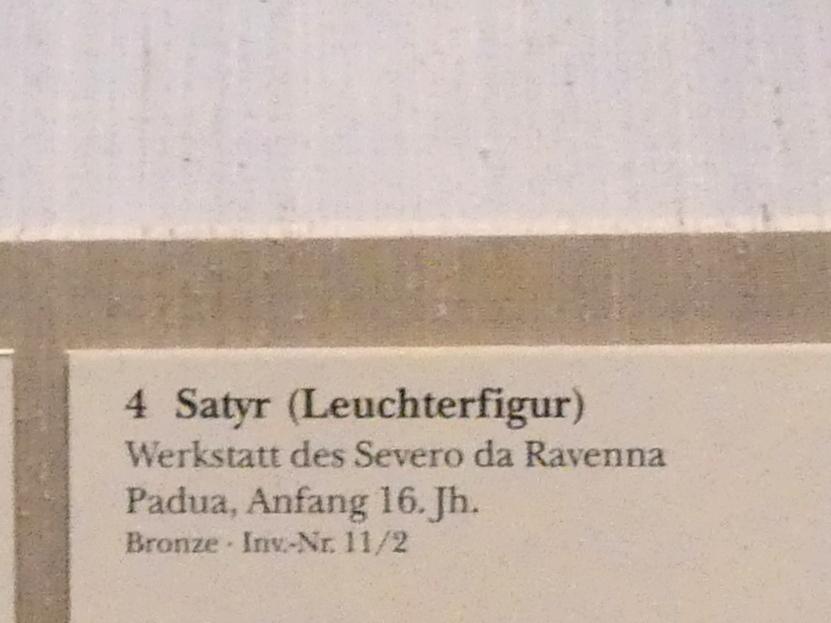 4 Satyr (Leuchterfigur)
Werkstatt des Severo da Ravenna
Padua, Anfang 16. Jh.
Bronze · Inv.-Nr. 11/2